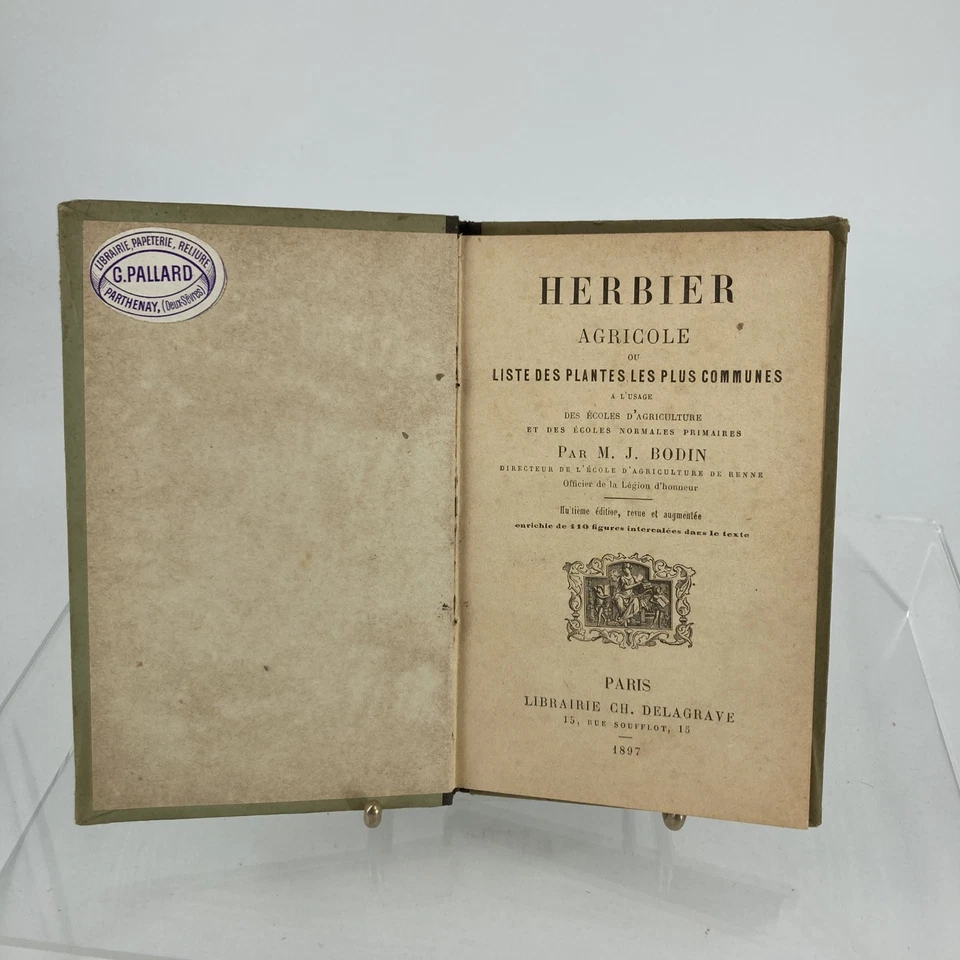 LIBRAIRIE, PAPETERIE, RELIURE
G. PALLARD
PARTHENAY, (Deux Sèvres)
HERBIER
AGRICOLE
OU
LISTE DES PLANTES LES PLUS COMMUNES
A L'USAGE
DES ÉCOLES D'AGRICULTURE
ET DES ÉCOLES NORMALES PRIMAIRES
PAR M. J. BODIN
DIRECTEUR DE L'ÉCOLE D'AGRICULTURE DE RENNE
Officier de la Légion d'honneur
Huitième édition, revue et augmentée
enrichie de 110 figures intercalées dans le texte
PARIS
LIBRAIRIE CH. DELAGRAVE
15, RUE SOUFFLOT, 15
1897